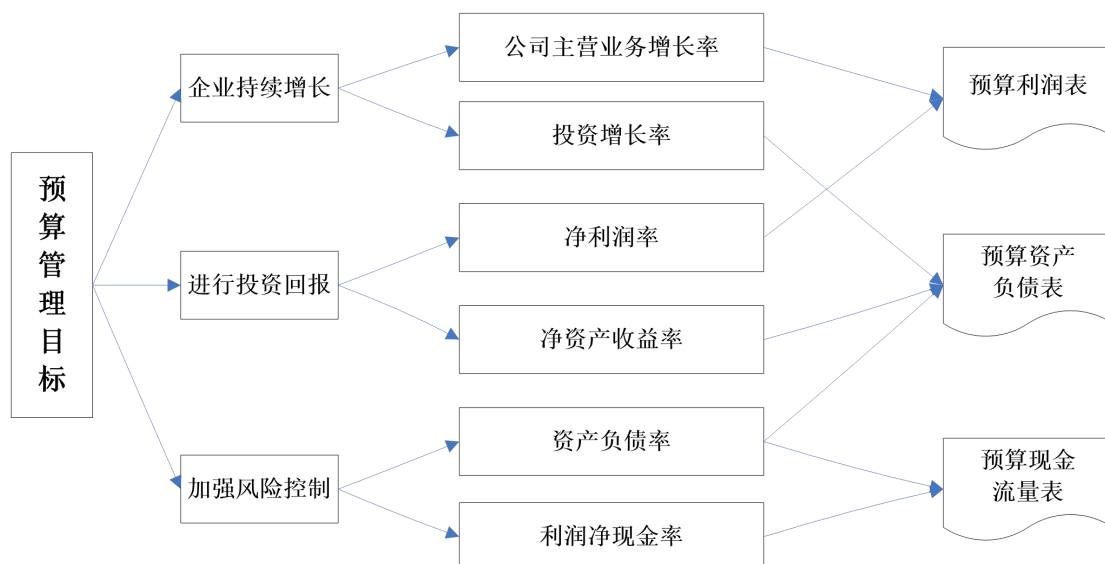 预算管理目标
企业持续增长
进行投资回报
加强风险控制
公司主营业务增长率
投资增长率
净利润率
净资产收益率
资产负债率
利润净现金率
预算利润表
预算资产
负债表
预算现金
流量表